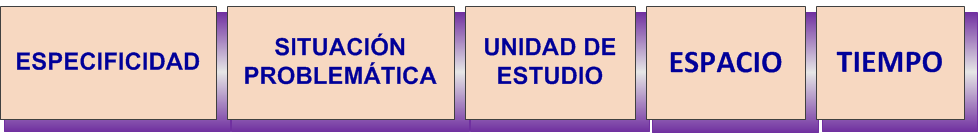 ESPECIFICIDAD
SITUACIÓN
PROBLEMÁTICA
UNIDAD DE
ESTUDIO
ESPACIO
TIEMPO